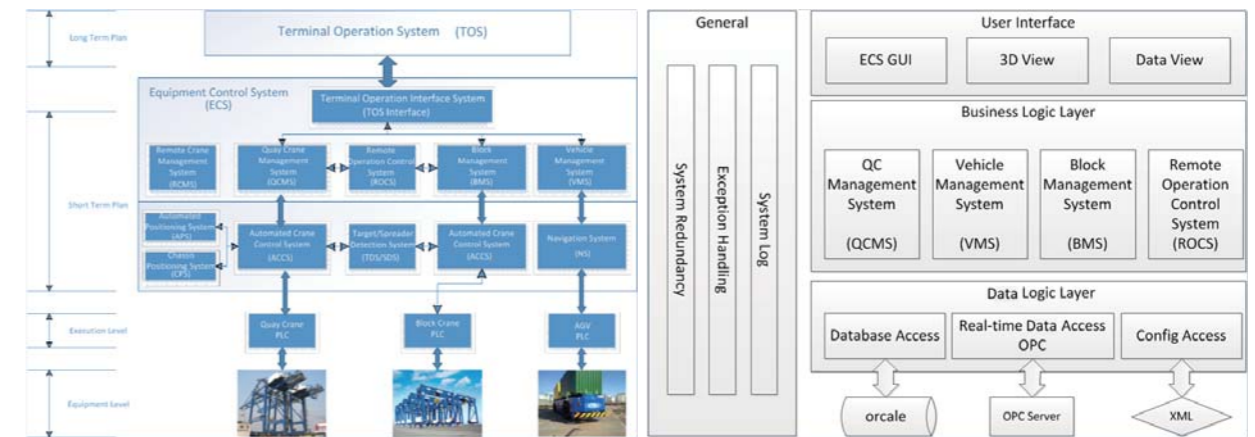 Long Term Plan
Terminal Operation System (TOS)
Equipment Control System
(ECS)
Terminal Operation Interface System
(TOS Interface)
Short Term Plan
Remote Crane
Management
System
(RCMS)
Quay Crane
Management
System
(QCMS)
Remote
Operation Control
System
(ROCS)
Block
Management
System
(BMS)
Vehicle
Management
System
(VMS)
Automated
Positioning System
(APS)
Chassis
Positioning System
(CPS)
Automated Crane
Control System
(ACCS)
Target/Spreader
Detection System
(TDS/SDS)
Automated Crane
Control System
(ACCS)
Navigation System
(NS)
Execution Level
Quay Crane
PLC
Block Crane
PLC
AGV
PLC
Equipment Level
General
System Redundancy
Exception Handling
System Log
User Interface
ECS GUI
3D View
Data View
Business Logic Layer
QC
Management
System
(QCMS)
Vehicle
Management
System
(VMS)
Block
Management
System
(BMS)
Remote
Operation
Control
System
(ROCS)
Data Logic Layer
Database Access
Real-time Data Access
OPC
Config Access
orcale
OPC Server
XML